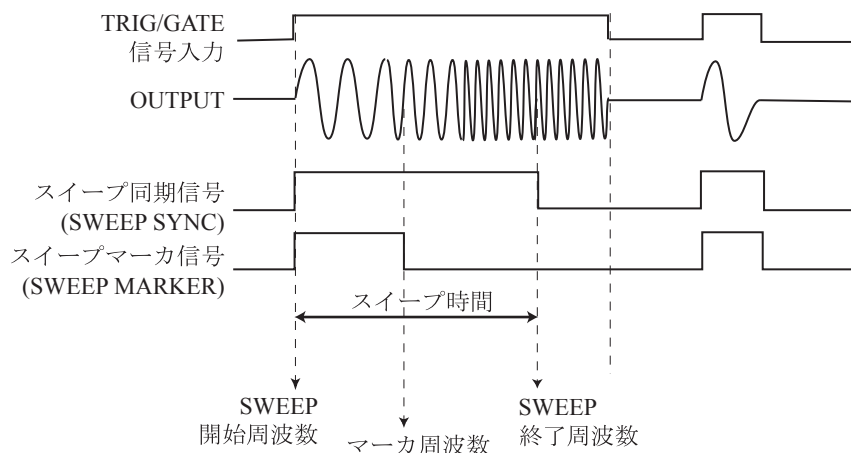 TRIG/GATE
信号入力
OUTPUT
スイープ同期信号
(SWEEP SYNC)
スイープマーカ信号
(SWEEP MARKER)
スイープ時間
SWEEP
開始周波数
マーカ周波数
SWEEP
終了周波数